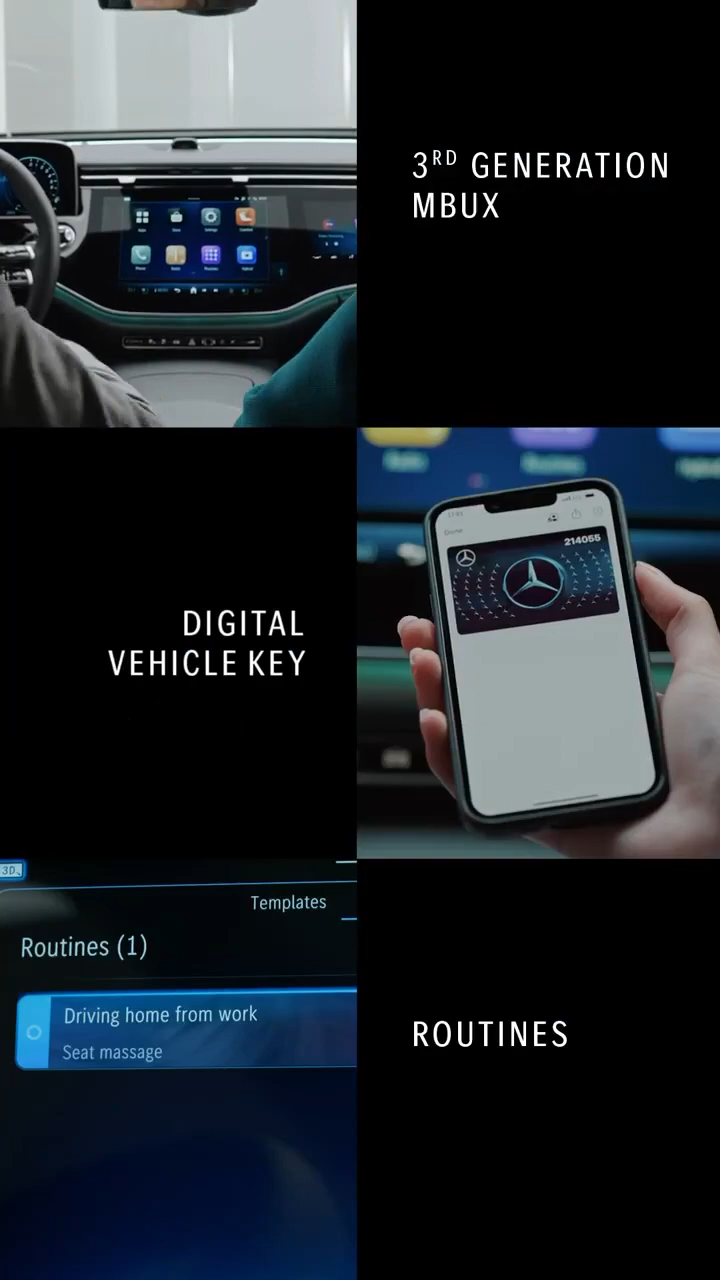 3RD GENERATION
MBUX
DIGITAL
VEHICLE KEY
214055
3D
Templates
Routines (1)
Driving home from work
Seat massage
ROUTINES